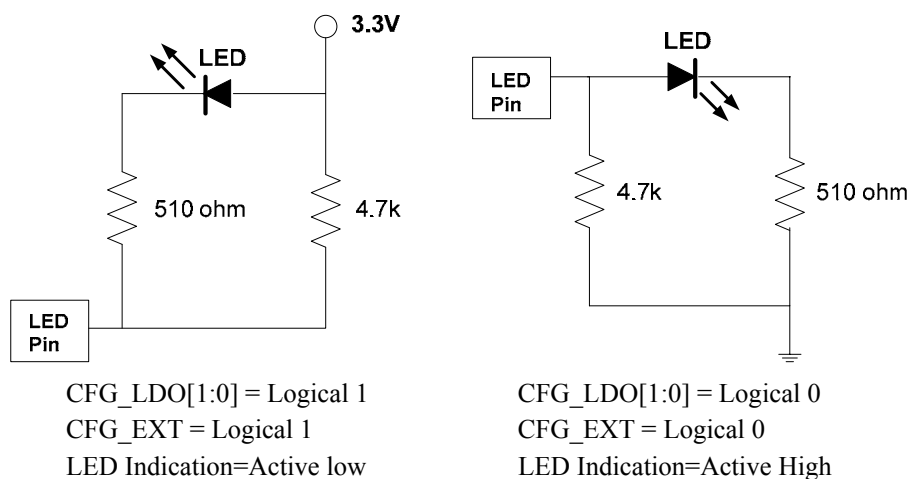 3.3V
LED
510 ohm
4.7k
LED
Pin
CFG_LDO[1:0] = Logical 1
CFG_EXT = Logical 1
LED Indication=Active low
LED
LED
Pin
4.7k
510 ohm
CFG_LDO[1:0] = Logical 0
CFG_EXT = Logical 0
LED Indication=Active High